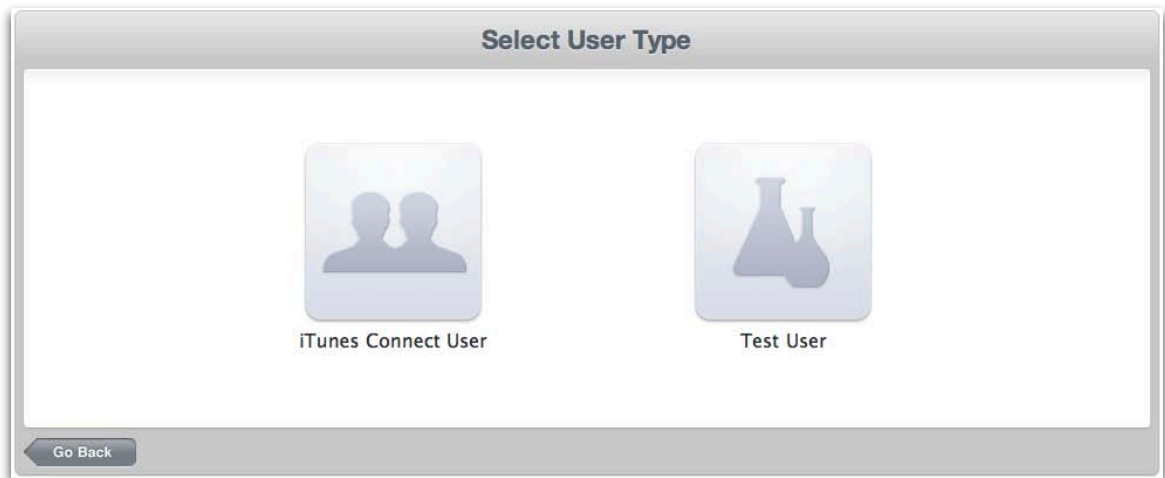 Select User Type
iTunes Connect User
Test User
Go Back